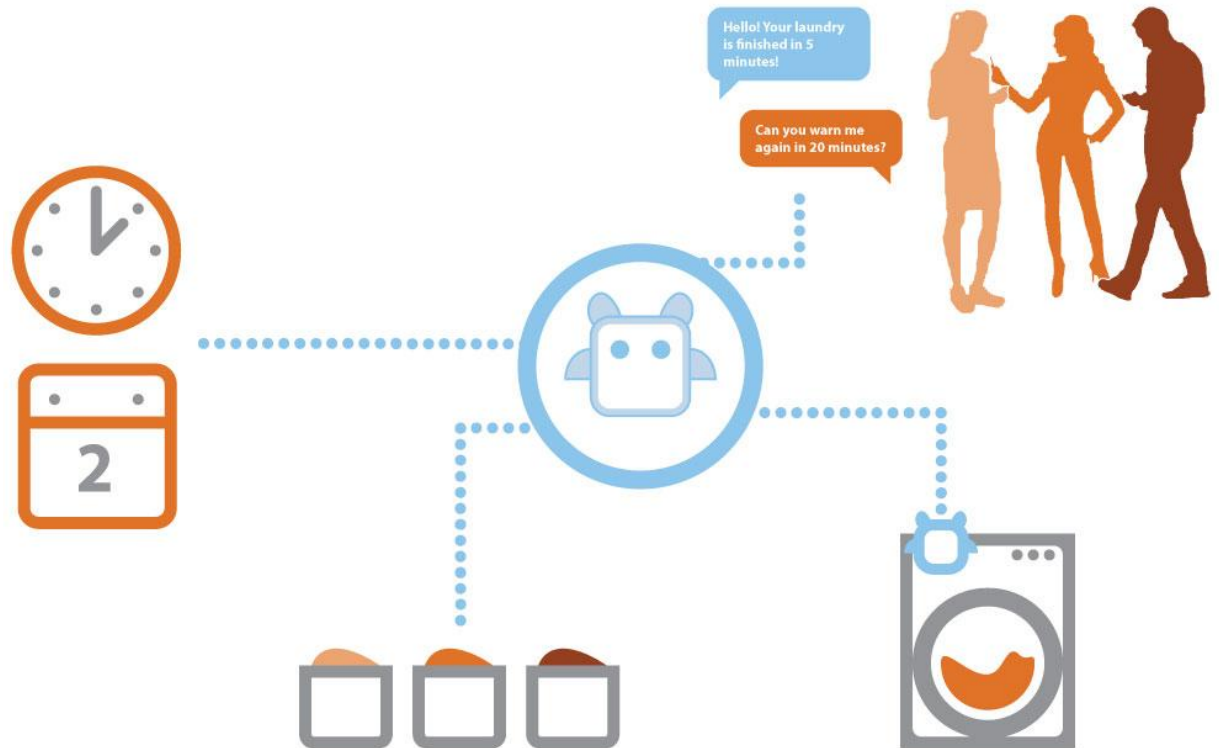 Hello! Your laundry
is finished in 5
minutes!
Can you warn me
again in 20 minutes?
2